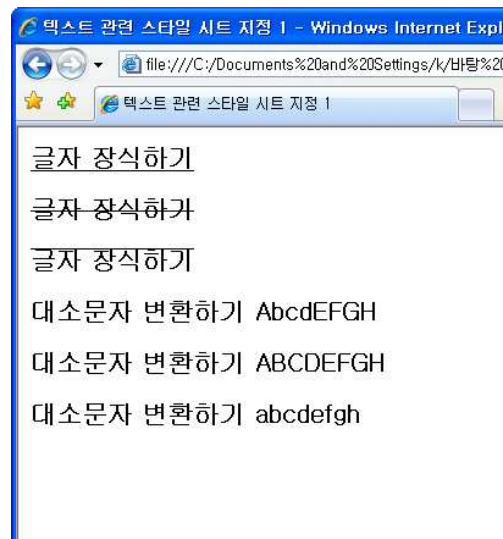 텍스트 관련 스타일 시트 지정 1 - Windows Internet Expl
file:///C:/Documents%20and%20Settings/k/바탕%20
텍스트 관련 스타일 시트 지정 1
글자 장식하기
글자 장식하기
글자 장식하기
대소문자 변환하기 AbcdEFGH
대소문자 변환하기 ABCDEFGH
대소문자 변환하기 abcdefgh